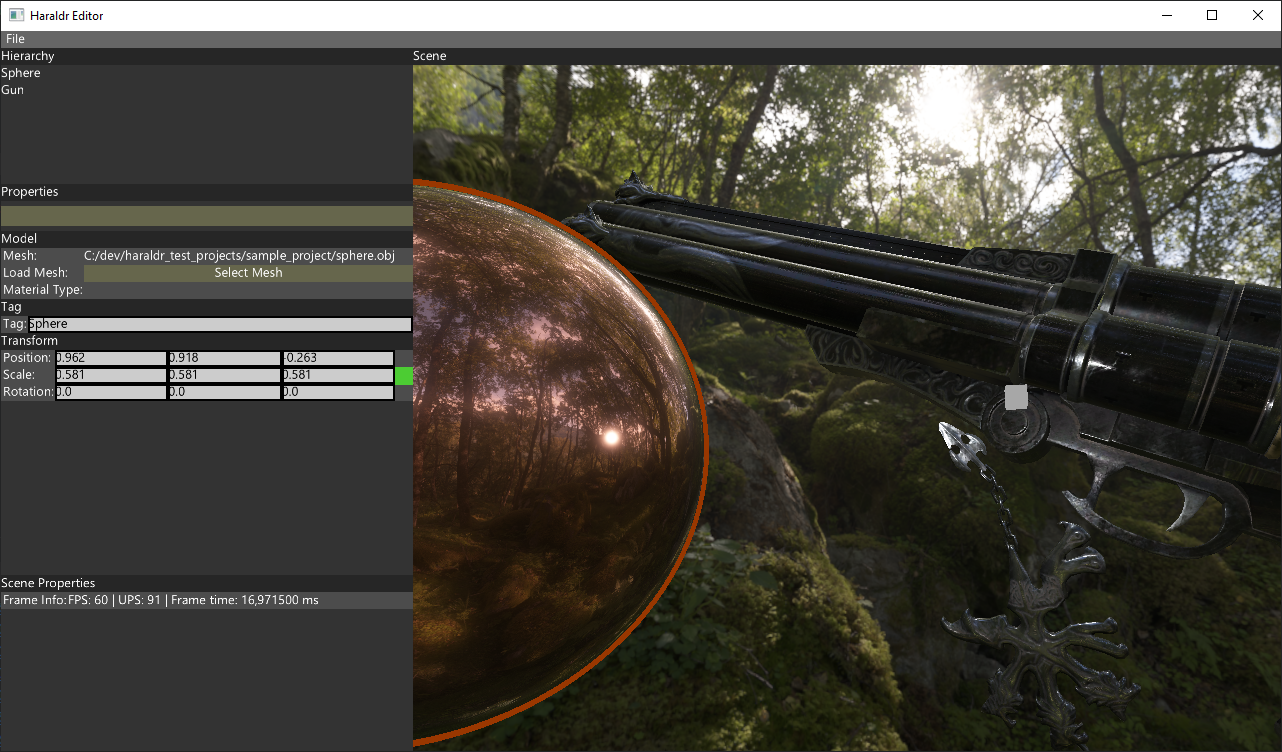 Haraldr Editor
File
Hierarchy
Scene
Sphere
Gun
Properties
Model
Mesh: C:/dev/haraldr_test_projects/sample_project/sphere.obj
Load Mesh: Select Mesh
Material Type:
Tag
Tag: Sphere
Transform
Position: 0.962 0.918 -0.263
Scale: 0.581 0.581 0.581
Rotation: 0.0 0.0 0.0
Scene Properties
Frame Info: FPS: 60 | UPS: 91 | Frame time: 16,971500 ms